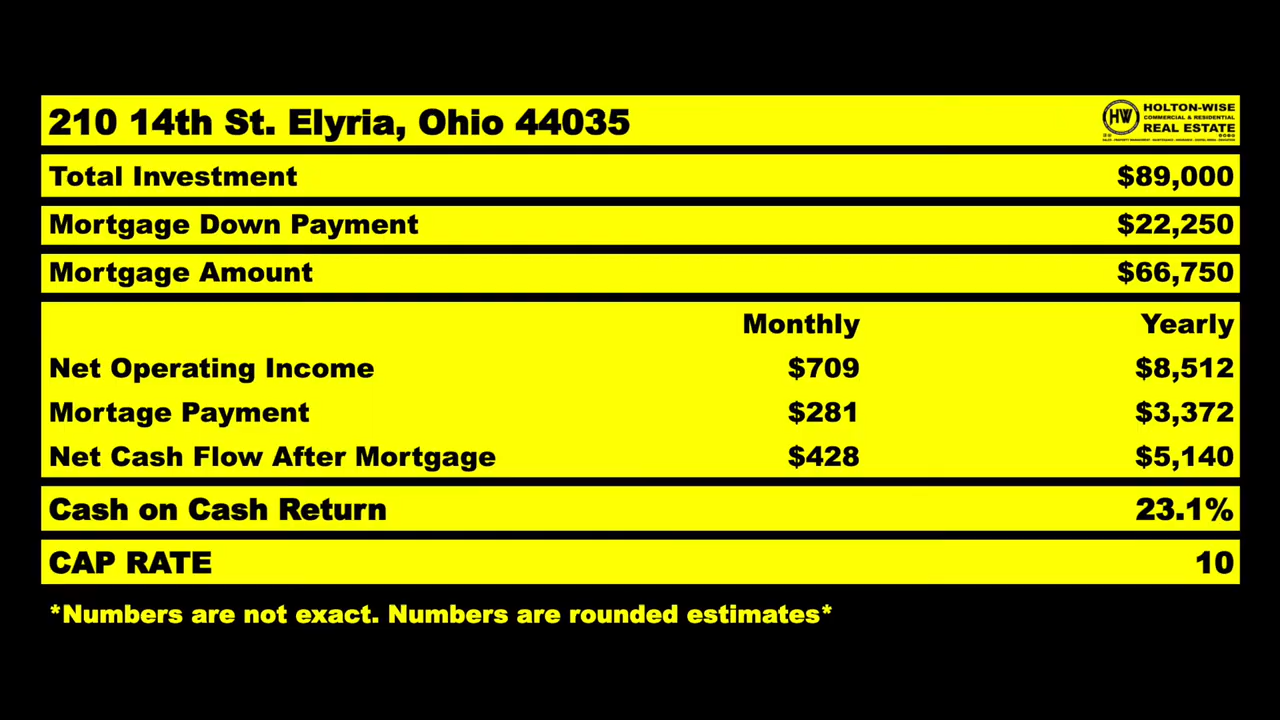 210 14th St. Elyria, Ohio 44035
HW
HOLTON-WISE
COMMERCIAL & RESIDENTIAL
REAL ESTATE
Total Investment $89,000
Mortgage Down Payment $22,250
Mortgage Amount $66,750
Monthly Yearly
Net Operating Income $709 $8,512
Mortage Payment $281 $3,372
Net Cash Flow After Mortgage $428 $5,140
Cash on Cash Return 23.1%
CAP RATE 10
*Numbers are not exact. Numbers are rounded estimates*